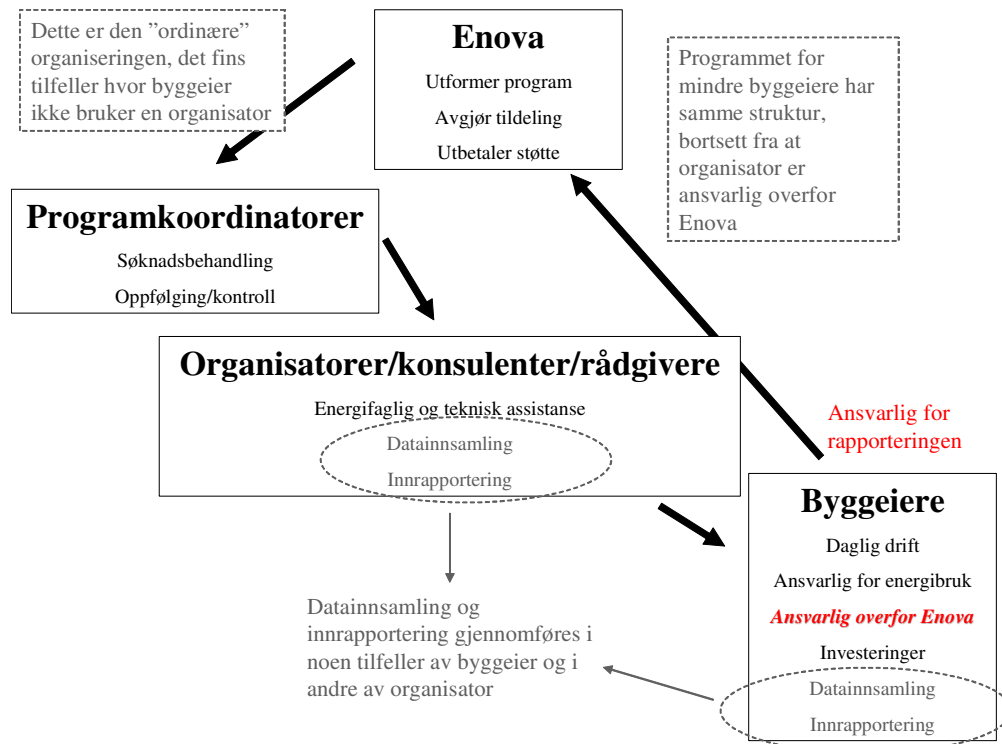 Dette er den ”ordinære”
organiseringen, det fins
tilfeller hvor byggeier
ikke bruker en organisator
Enova
Utformer program
Avgjør tildeling
Utbetaler støtte
Programmet for
mindre byggeiere har
samme struktur,
bortsett fra at
organisator er
ansvarlig overfor
Enova
Programkoordinatorer
Søknadsbehandling
Oppfølging/kontroll
Organisatorer/konsulenter/rådgivere
Energifaglig og teknisk assistanse
Datainnsamling
Innrapportering
Ansvarlig for
rapporteringen
Byggeiere
Daglig drift
Ansvarlig for energibruk
Ansvarlig overfor Enova
Investeringer
Datainnsamling
Innrapportering
Datainnsamling og
innrapportering gjennomføres i
noen tilfeller av byggeier og i
andre av organisator